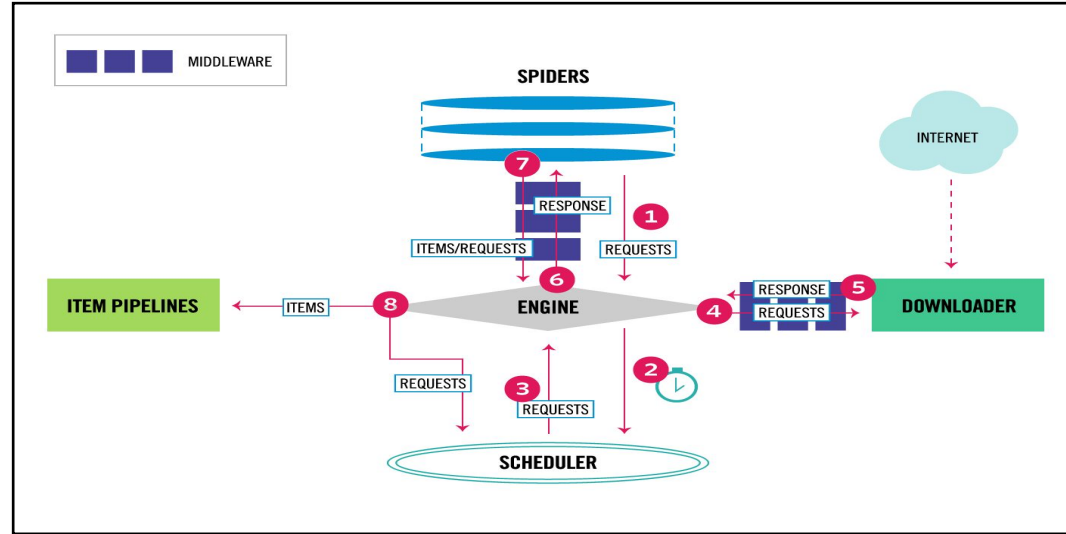 MIDDLEWARE
SPIDERS
INTERNET
7
RESPONSE
1
ITEMS/REQUESTS
REQUESTS
6
5
RESPONSE
ITEM PIPELINES
ITEMS
8
ENGINE
4
REQUESTS
DOWNLOADER
REQUESTS
3
REQUESTS
2
SCHEDULER